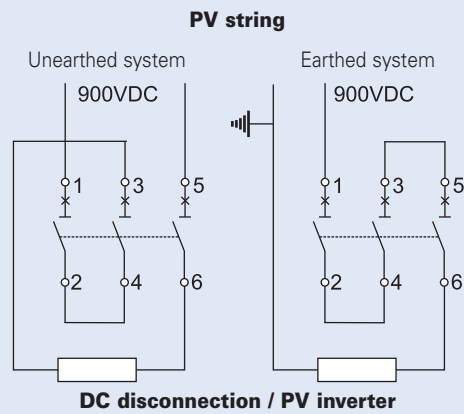 PV string
Unearthed system
Earthed system
900VDC
900VDC
1 3 5
1 3 5
2 4 6
2 4 6
DC disconnection / PV inverter